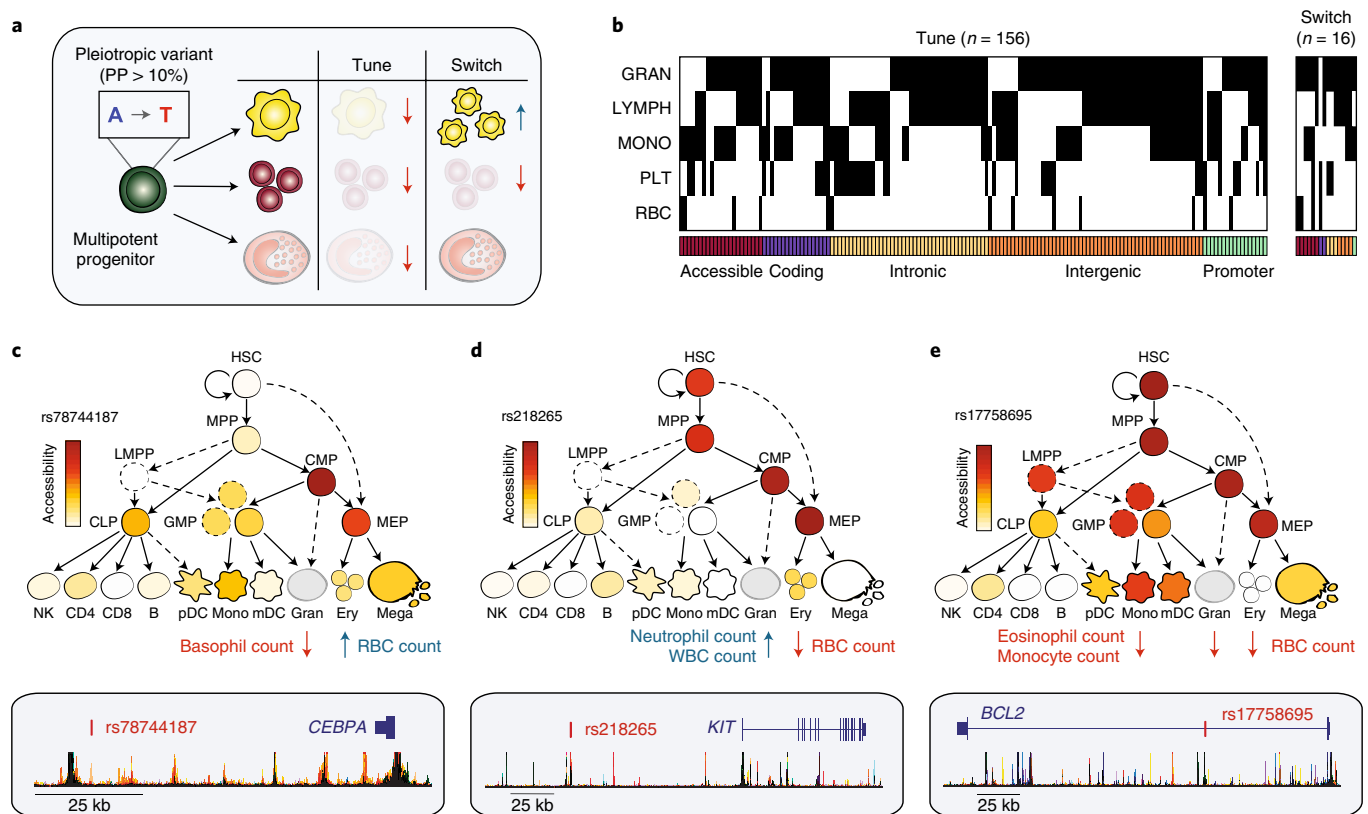 a
Pleiotropic variant
(PP > 10%)
A → T
Multipotent
progenitor
Tune
Switch
b
Tune (n = 156)
Switch
(n = 16)
GRAN
LYMPH
MONO
PLT
RBC
Accessible
Coding
Intronic
Intergenic
Promoter
c
rs78744187
Accessibility
HSC
MPP
LMPP
CMP
CLP
GMP
MEP
NK
CD4
CD8
B
pDC
Mono
mDC
Gran
Ery
Mega
Basophil count
RBC count
rs78744187
CEBPA
25 kb
d
rs218265
Accessibility
HSC
MPP
LMPP
CMP
CLP
GMP
MEP
NK
CD4
CD8
B
pDC
Mono
mDC
Gran
Ery
Mega
Neutrophil count
WBC count
RBC count
rs218265
KIT
25 kb
e
rs17758695
Accessibility
HSC
MPP
LMPP
CMP
CLP
GMP
MEP
NK
CD4
CD8
B
pDC
Mono
mDC
Gran
Ery
Mega
Eosinophil count
Monocyte count
RBC count
BCL2
rs17758695
25 kb